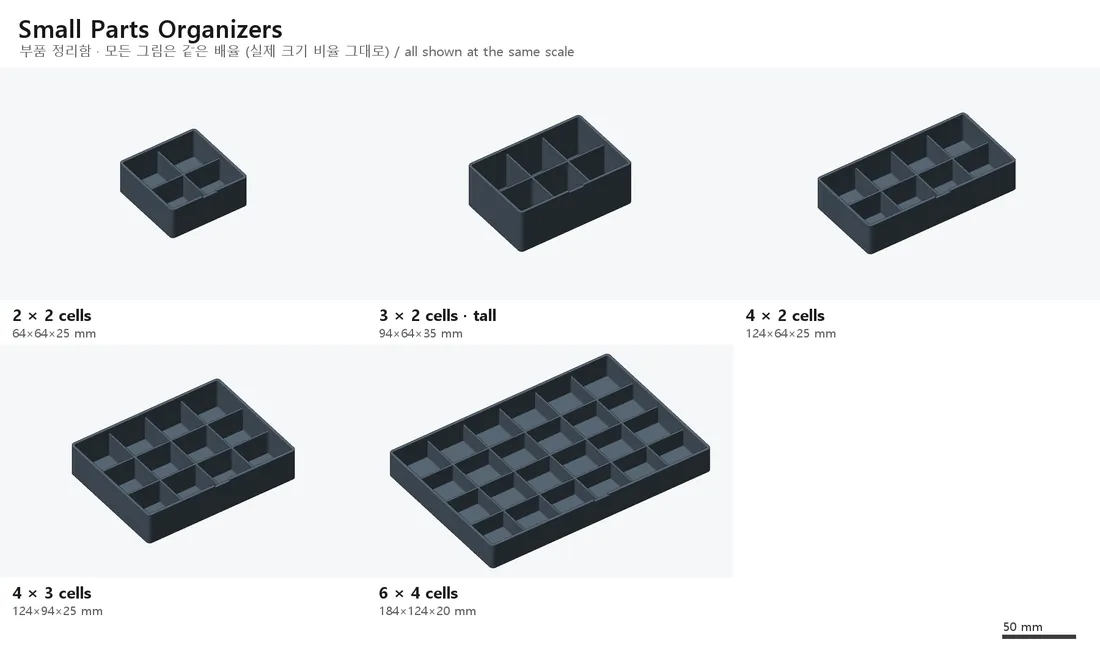 Small Parts Organizers
부품 정리함 · 모든 그림은 같은 배율 (실제 크기 비율 그대로) / all shown at the same scale
2 × 2 cells
64×64×25 mm
3 × 2 cells · tall
94×64×35 mm
4 × 2 cells
124×64×25 mm
4 × 3 cells
124×94×25 mm
6 × 4 cells
184×124×20 mm
50 mm